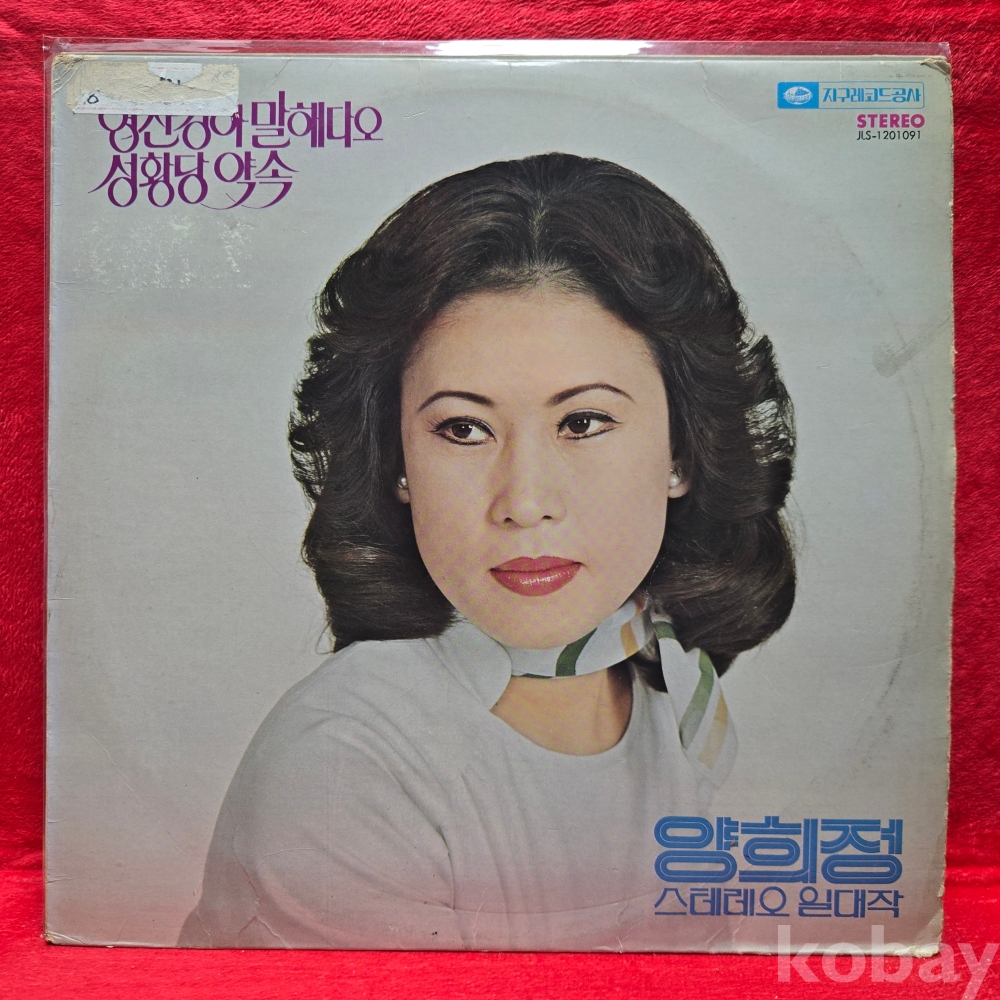 말해다오
성황당 약속
지구레코드공사
STEREO
JLS-1201091
양희정
스테레오 일대작
kobay